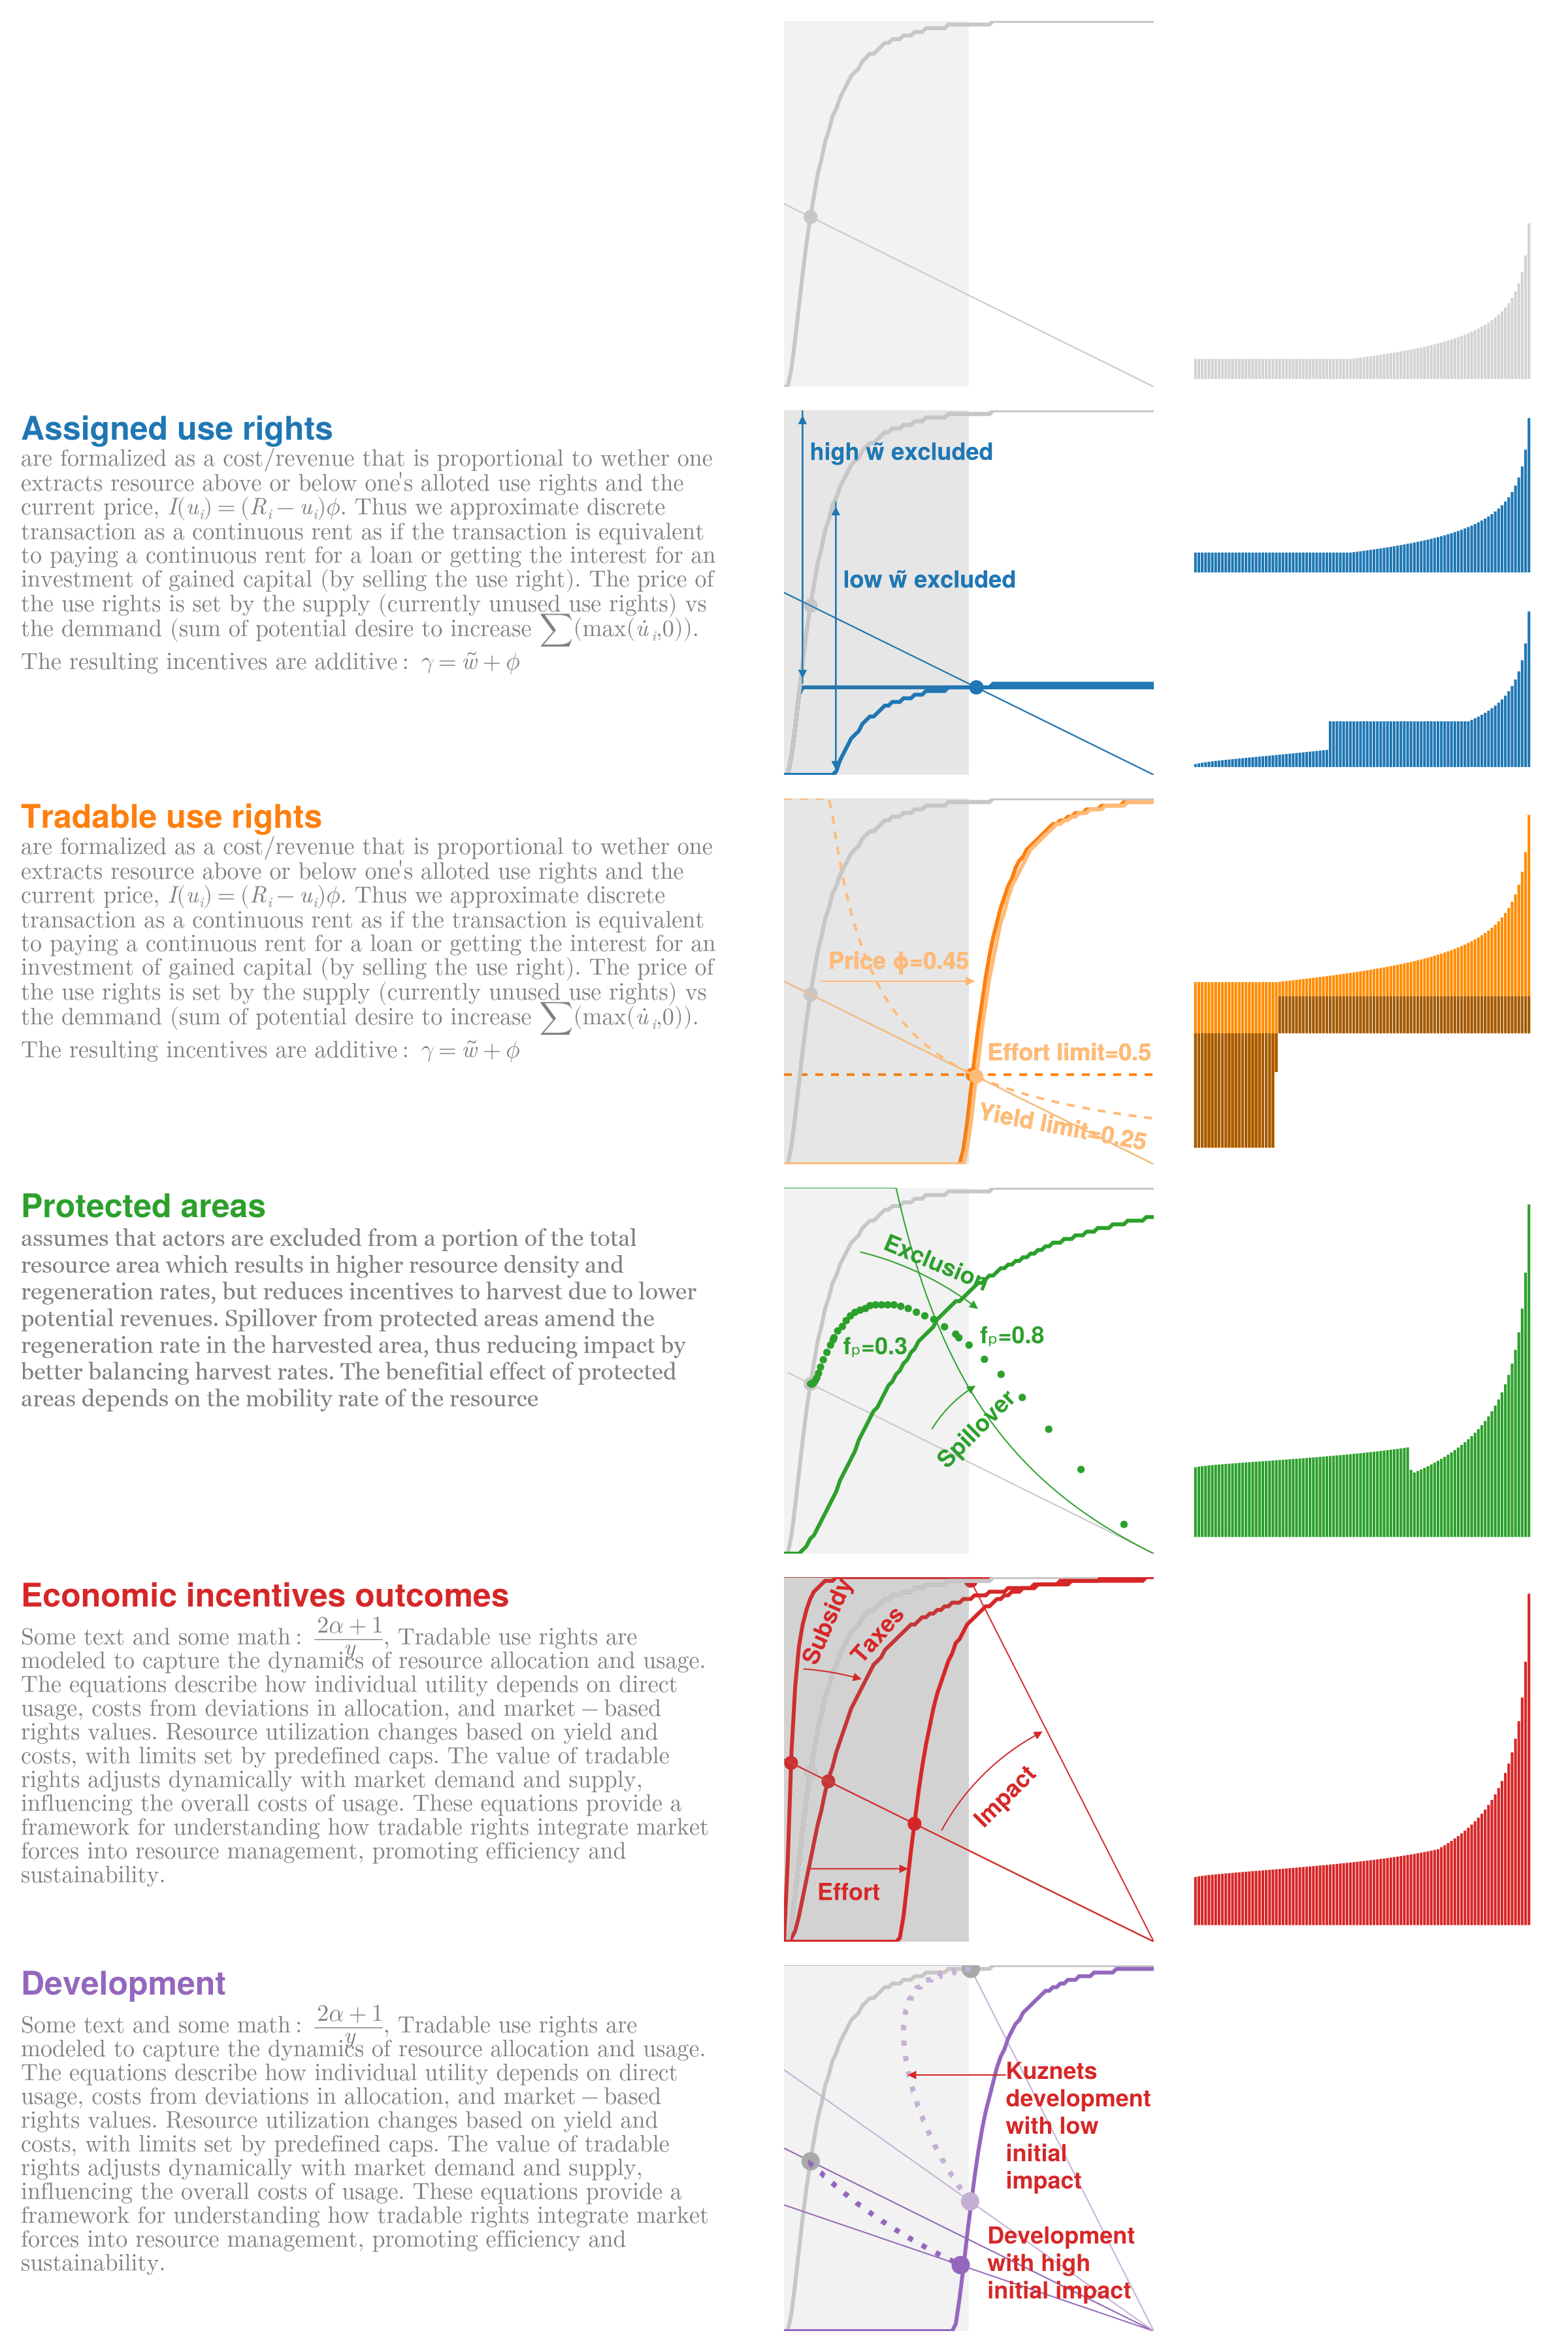 Assigned use rights
are formalized as a cost/revenue that is proportional to wether one
extracts resource above or below one's alloted use rights and the
current price, I(uᵢ) = (Rᵢ − uᵢ)ϕ. Thus we approximate discrete
transaction as a continuous rent as if the transaction is equivalent
to paying a continuous rent for a loan or getting the interest for an
investment of gained capital (by selling the use right). The price of
the use rights is set by the supply (currently unused use rights) vs
the demmand (sum of potential desire to increase ∑(max(u̇ᵢ,0)).
The resulting incentives are additive: γ = w̃ + ϕ
high w̃ excluded
low w̃ excluded
Tradable use rights
are formalized as a cost/revenue that is proportional to wether one
extracts resource above or below one's alloted use rights and the
current price, I(uᵢ) = (Rᵢ − uᵢ)ϕ. Thus we approximate discrete
transaction as a continuous rent as if the transaction is equivalent
to paying a continuous rent for a loan or getting the interest for an
investment of gained capital (by selling the use right). The price of
the use rights is set by the supply (currently unused use rights) vs
the demmand (sum of potential desire to increase ∑(max(u̇ᵢ,0)).
The resulting incentives are additive: γ = w̃ + ϕ
Price ϕ=0.45
Effort limit=0.5
Yield limit=0.25
Protected areas
assumes that actors are excluded from a portion of the total
resource area which results in higher resource density and
regeneration rates, but reduces incentives to harvest due to lower
potential revenues. Spillover from protected areas amend the
regeneration rate in the harvested area, thus reducing impact by
better balancing harvest rates. The benefitial effect of protected
areas depends on the mobility rate of the resource
Exclusion
fₚ=0.3
fₚ=0.8
Spillover
Economic incentives outcomes
Some text and some math: (2α + 1)/y, Tradable use rights are
modeled to capture the dynamics of resource allocation and usage.
The equations describe how individual utility depends on direct
usage, costs from deviations in allocation, and market − based
rights values. Resource utilization changes based on yield and
costs, with limits set by predefined caps. The value of tradable
rights adjusts dynamically with market demand and supply,
influencing the overall costs of usage. These equations provide a
framework for understanding how tradable rights integrate market
forces into resource management, promoting efficiency and
sustainability.
Subsidy
Taxes
Impact
Effort
Development
Some text and some math: (2α + 1)/y, Tradable use rights are
modeled to capture the dynamics of resource allocation and usage.
The equations describe how individual utility depends on direct
usage, costs from deviations in allocation, and market − based
rights values. Resource utilization changes based on yield and
costs, with limits set by predefined caps. The value of tradable
rights adjusts dynamically with market demand and supply,
influencing the overall costs of usage. These equations provide a
framework for understanding how tradable rights integrate market
forces into resource management, promoting efficiency and
sustainability.
Kuznets
development
with low
initial
impact
Development
with high
initial impact